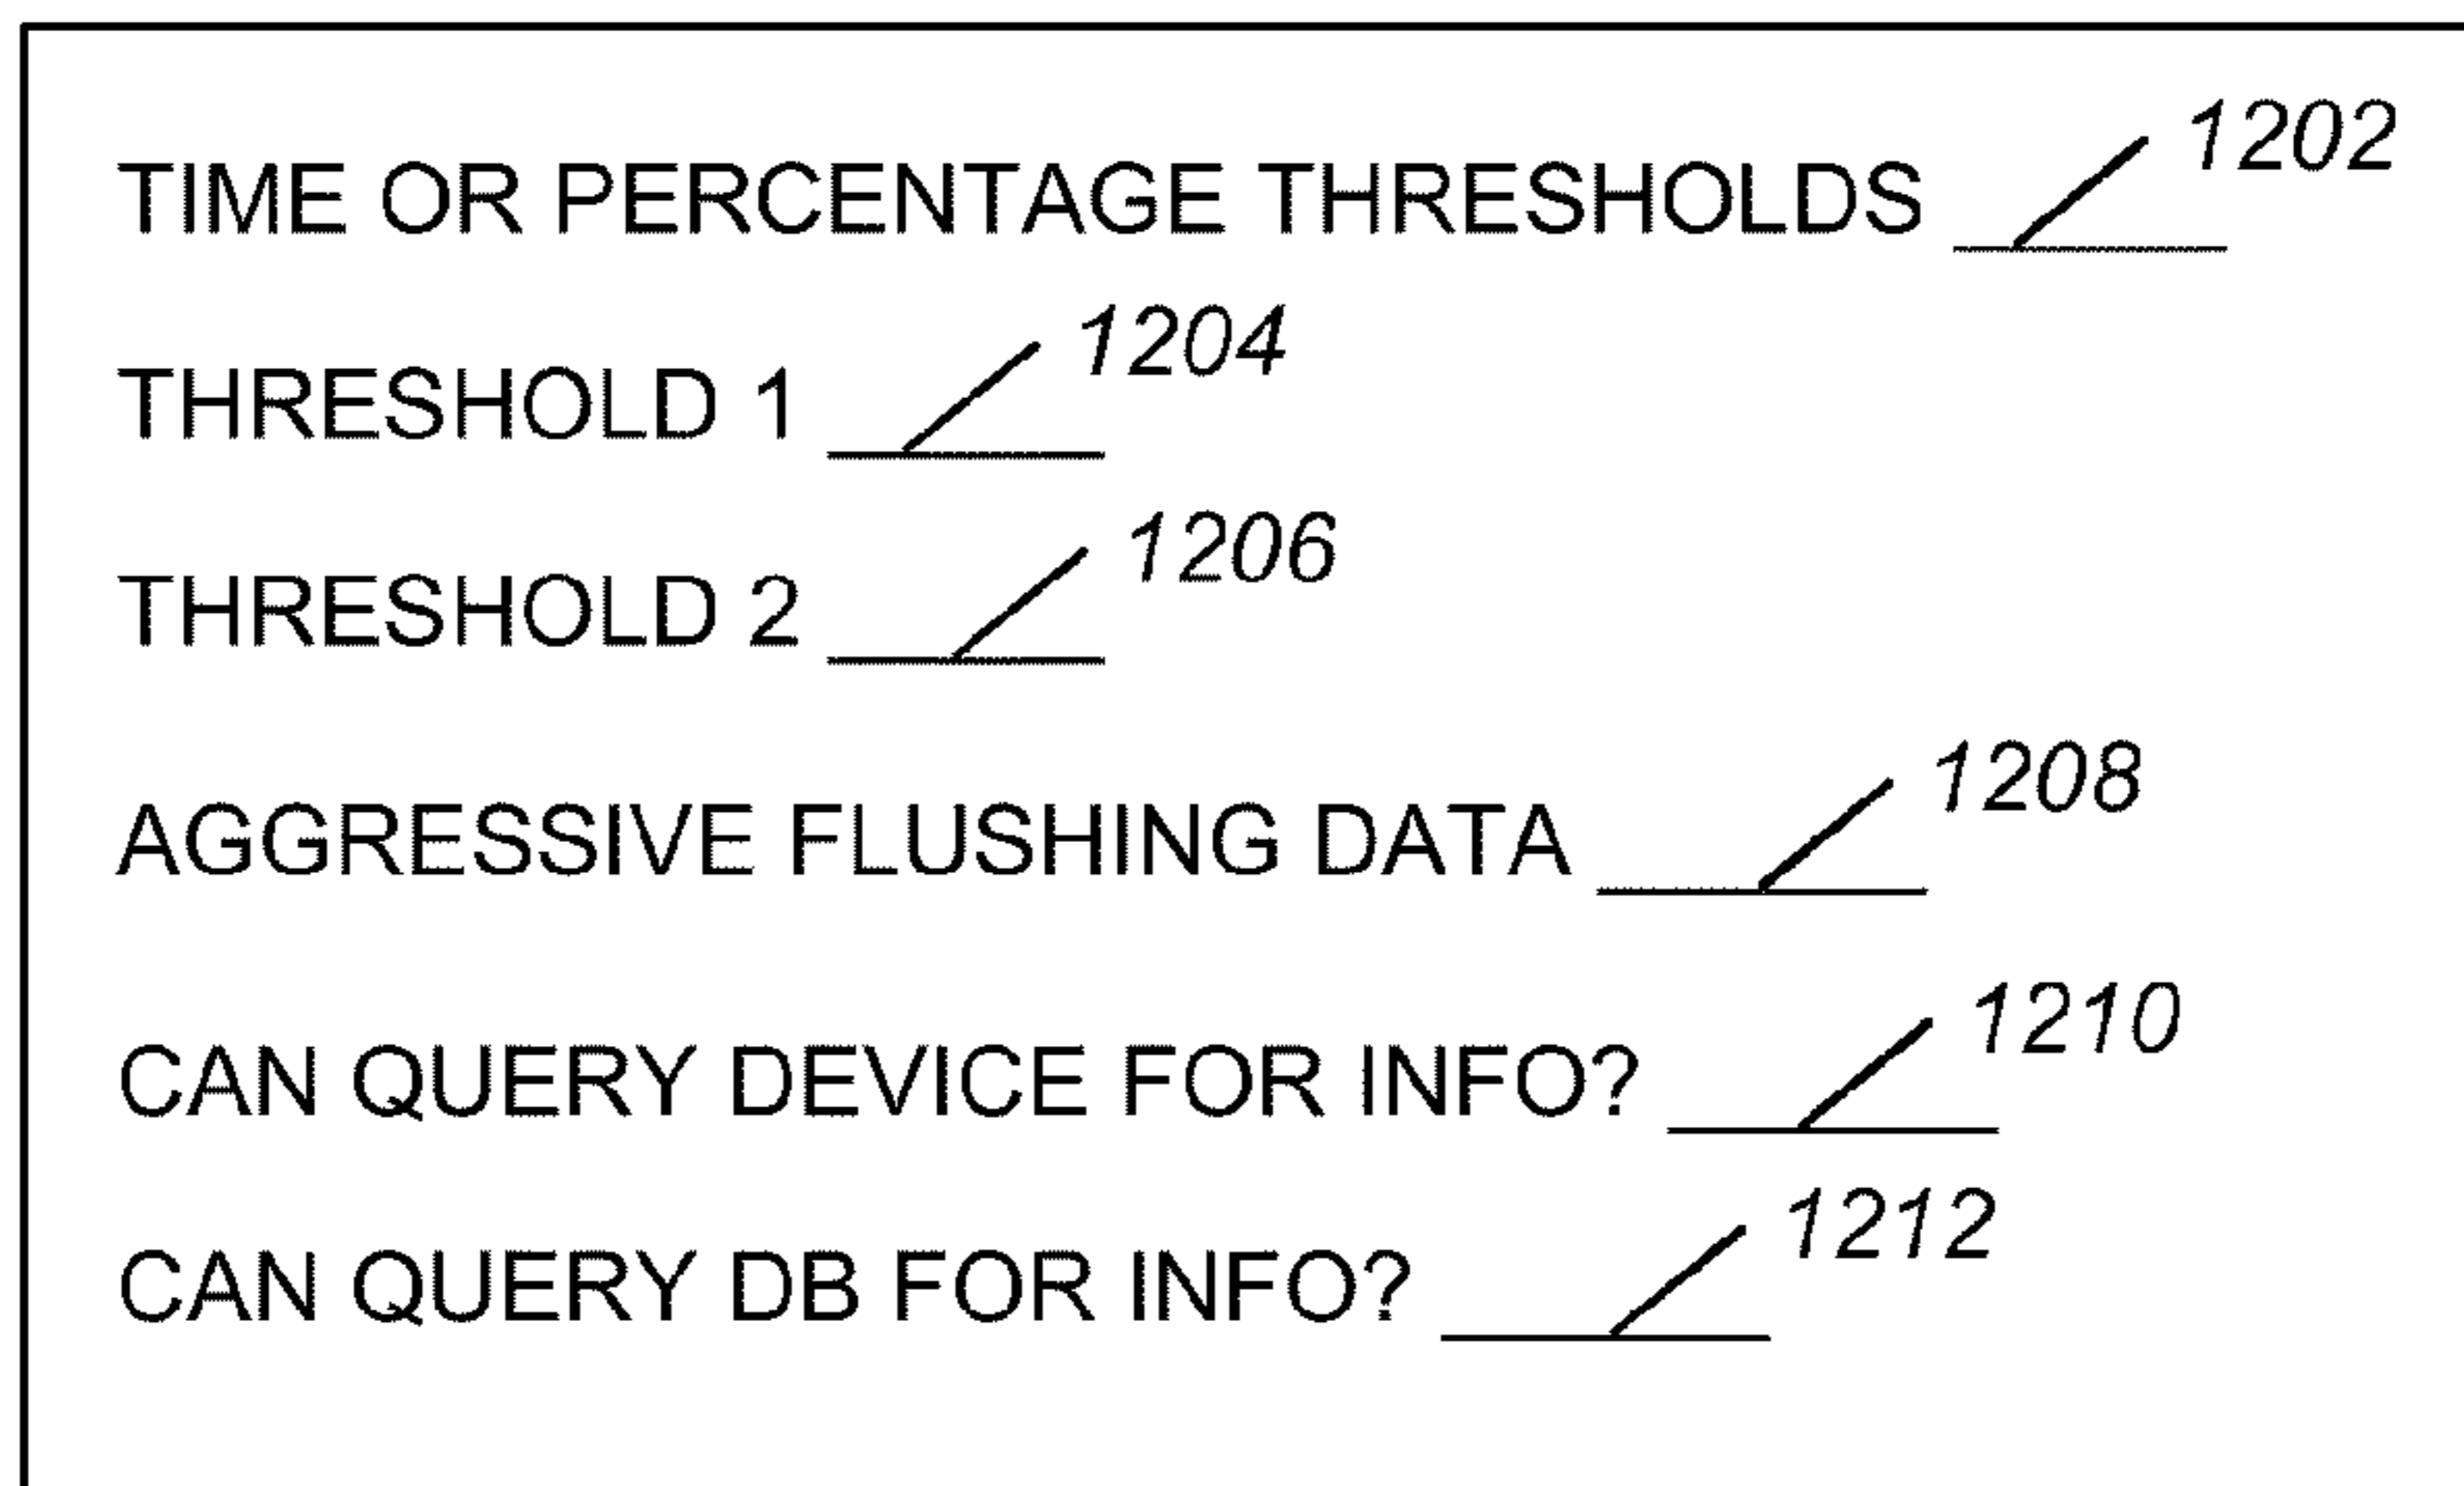 TIME OR PERCENTAGE THRESHOLDS 1202
THRESHOLD 1 1204
THRESHOLD 2 1206
AGGRESSIVE FLUSHING DATA 1208
CAN QUERY DEVICE FOR INFO? 1210
CAN QUERY DB FOR INFO? 1212